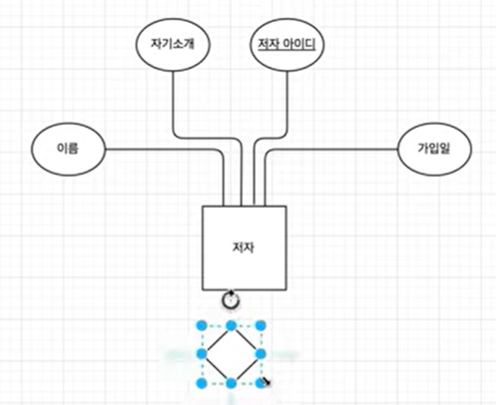 자기소개
저자 아이디
이름
가입일
저자